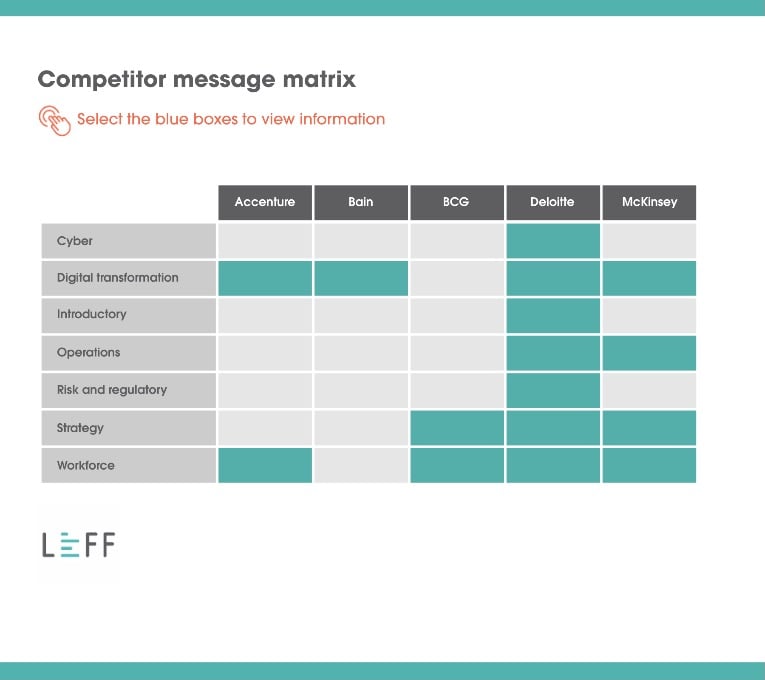 Competitor message matrix
Select the blue boxes to view information
Accenture Bain BCG Deloitte McKinsey
Cyber
Digital transformation
Introductory
Operations
Risk and regulatory
Strategy
Workforce
LEFF